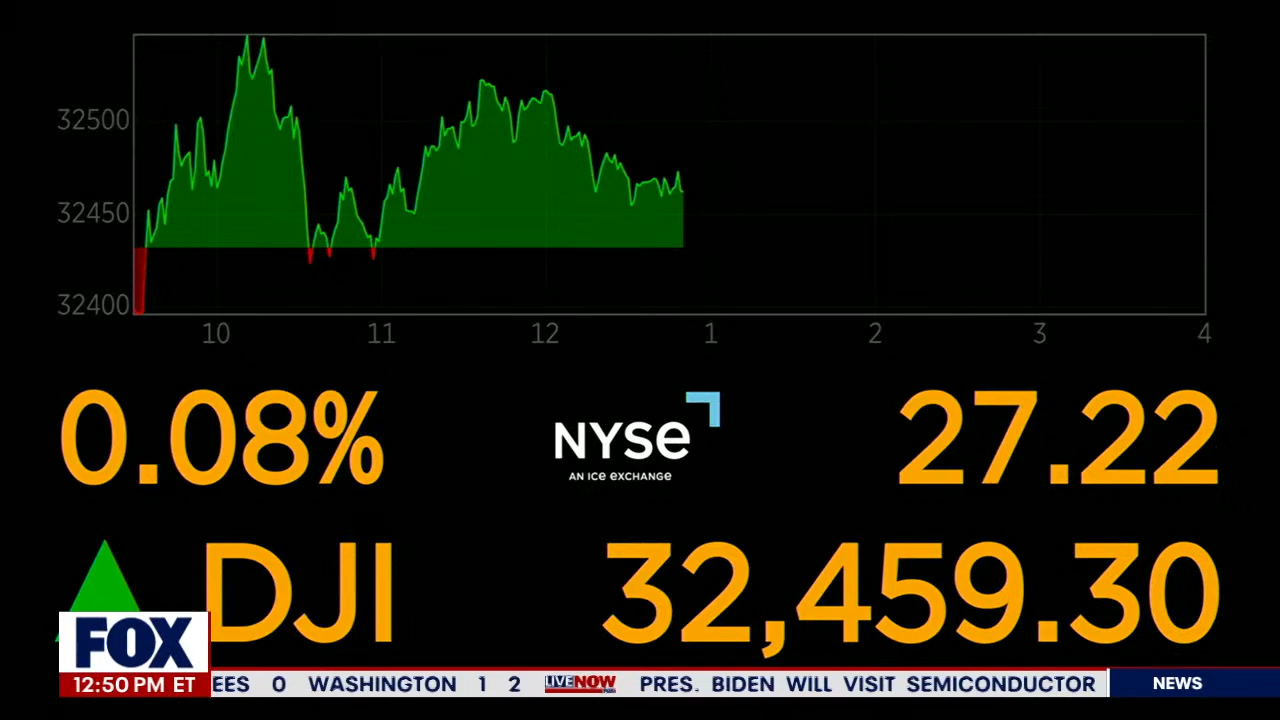 32500
32450
32400
10 11 12 1 2 3 4
0.08%
NYSE
AN ICE EXCHANGE
27.22
DJI
32,459.30
FOX
12:50 PM ET
EES 0 WASHINGTON 1 2 LIVENOW FOX PRES. BIDEN WILL VISIT SEMICONDUCTOR
NEWS